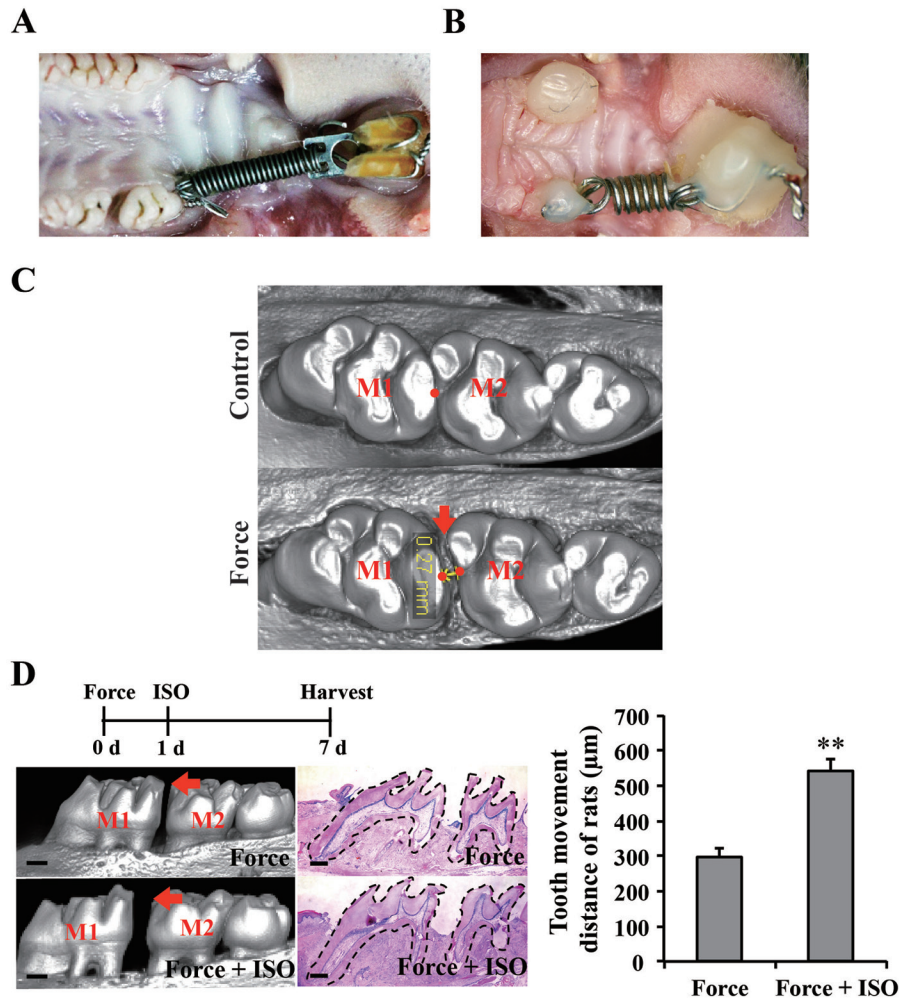 A
B
C
Control
M1
M2
Force
M1
0.27 mm
M2
D
Force
ISO
Harvest
0 d
1 d
7 d
M1
M2
Force
Force
M1
M2
Force + ISO
Force + ISO
Tooth movement
distance of rats (μm)
700
600
500
400
300
200
100
0
**
Force
Force + ISO